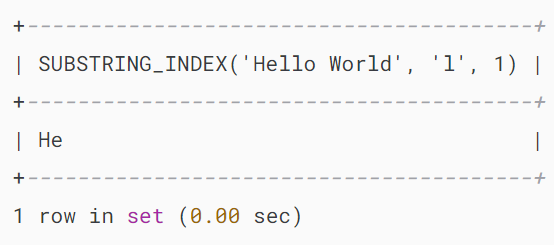 +---------------------------------------+
| SUBSTRING_INDEX('Hello World', 'l', 1) |
+---------------------------------------+
| He                                     |
+---------------------------------------+
1 row in set (0.00 sec)